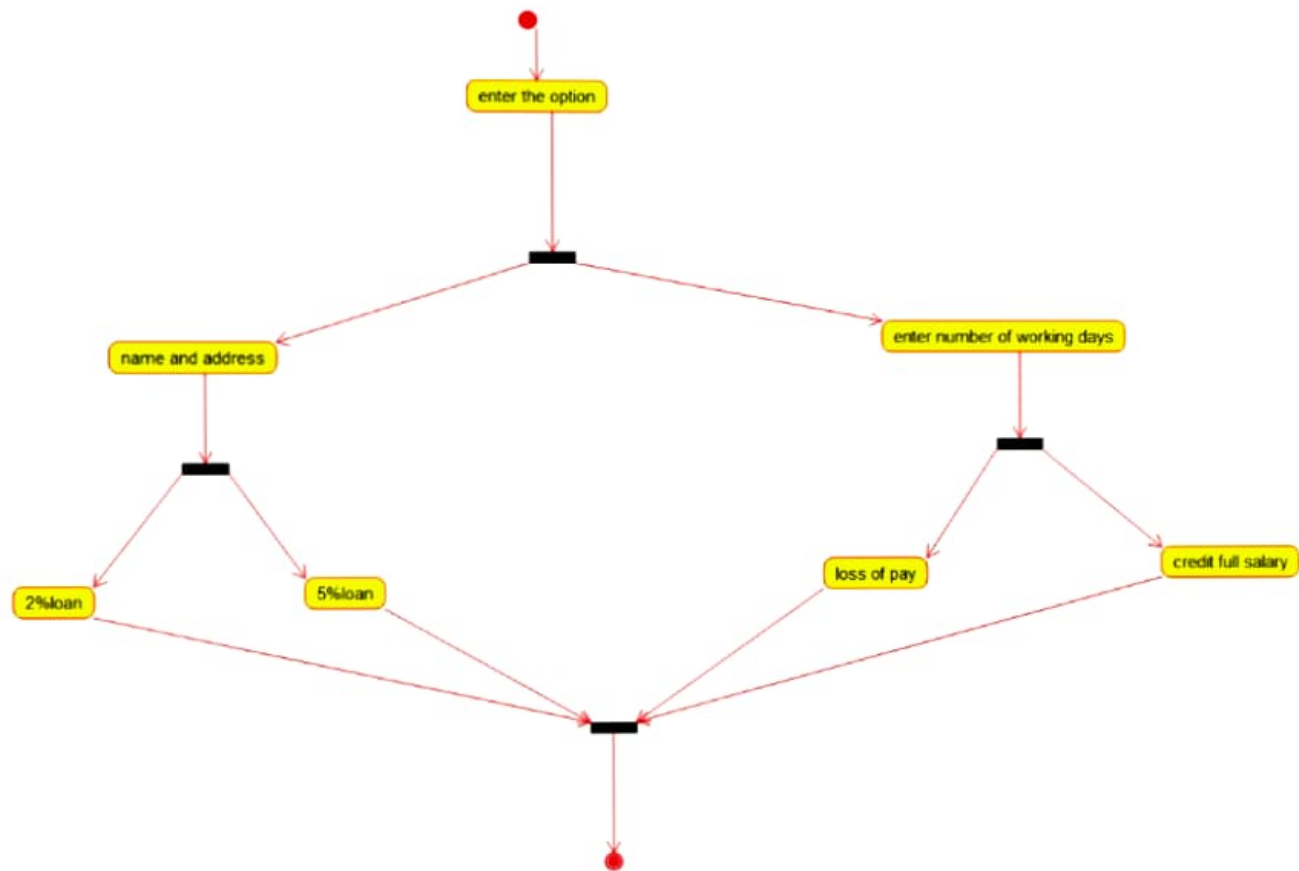 enter the option
enter number of working days
name and address
credit full salary
loss of pay
5%loan
2%loan